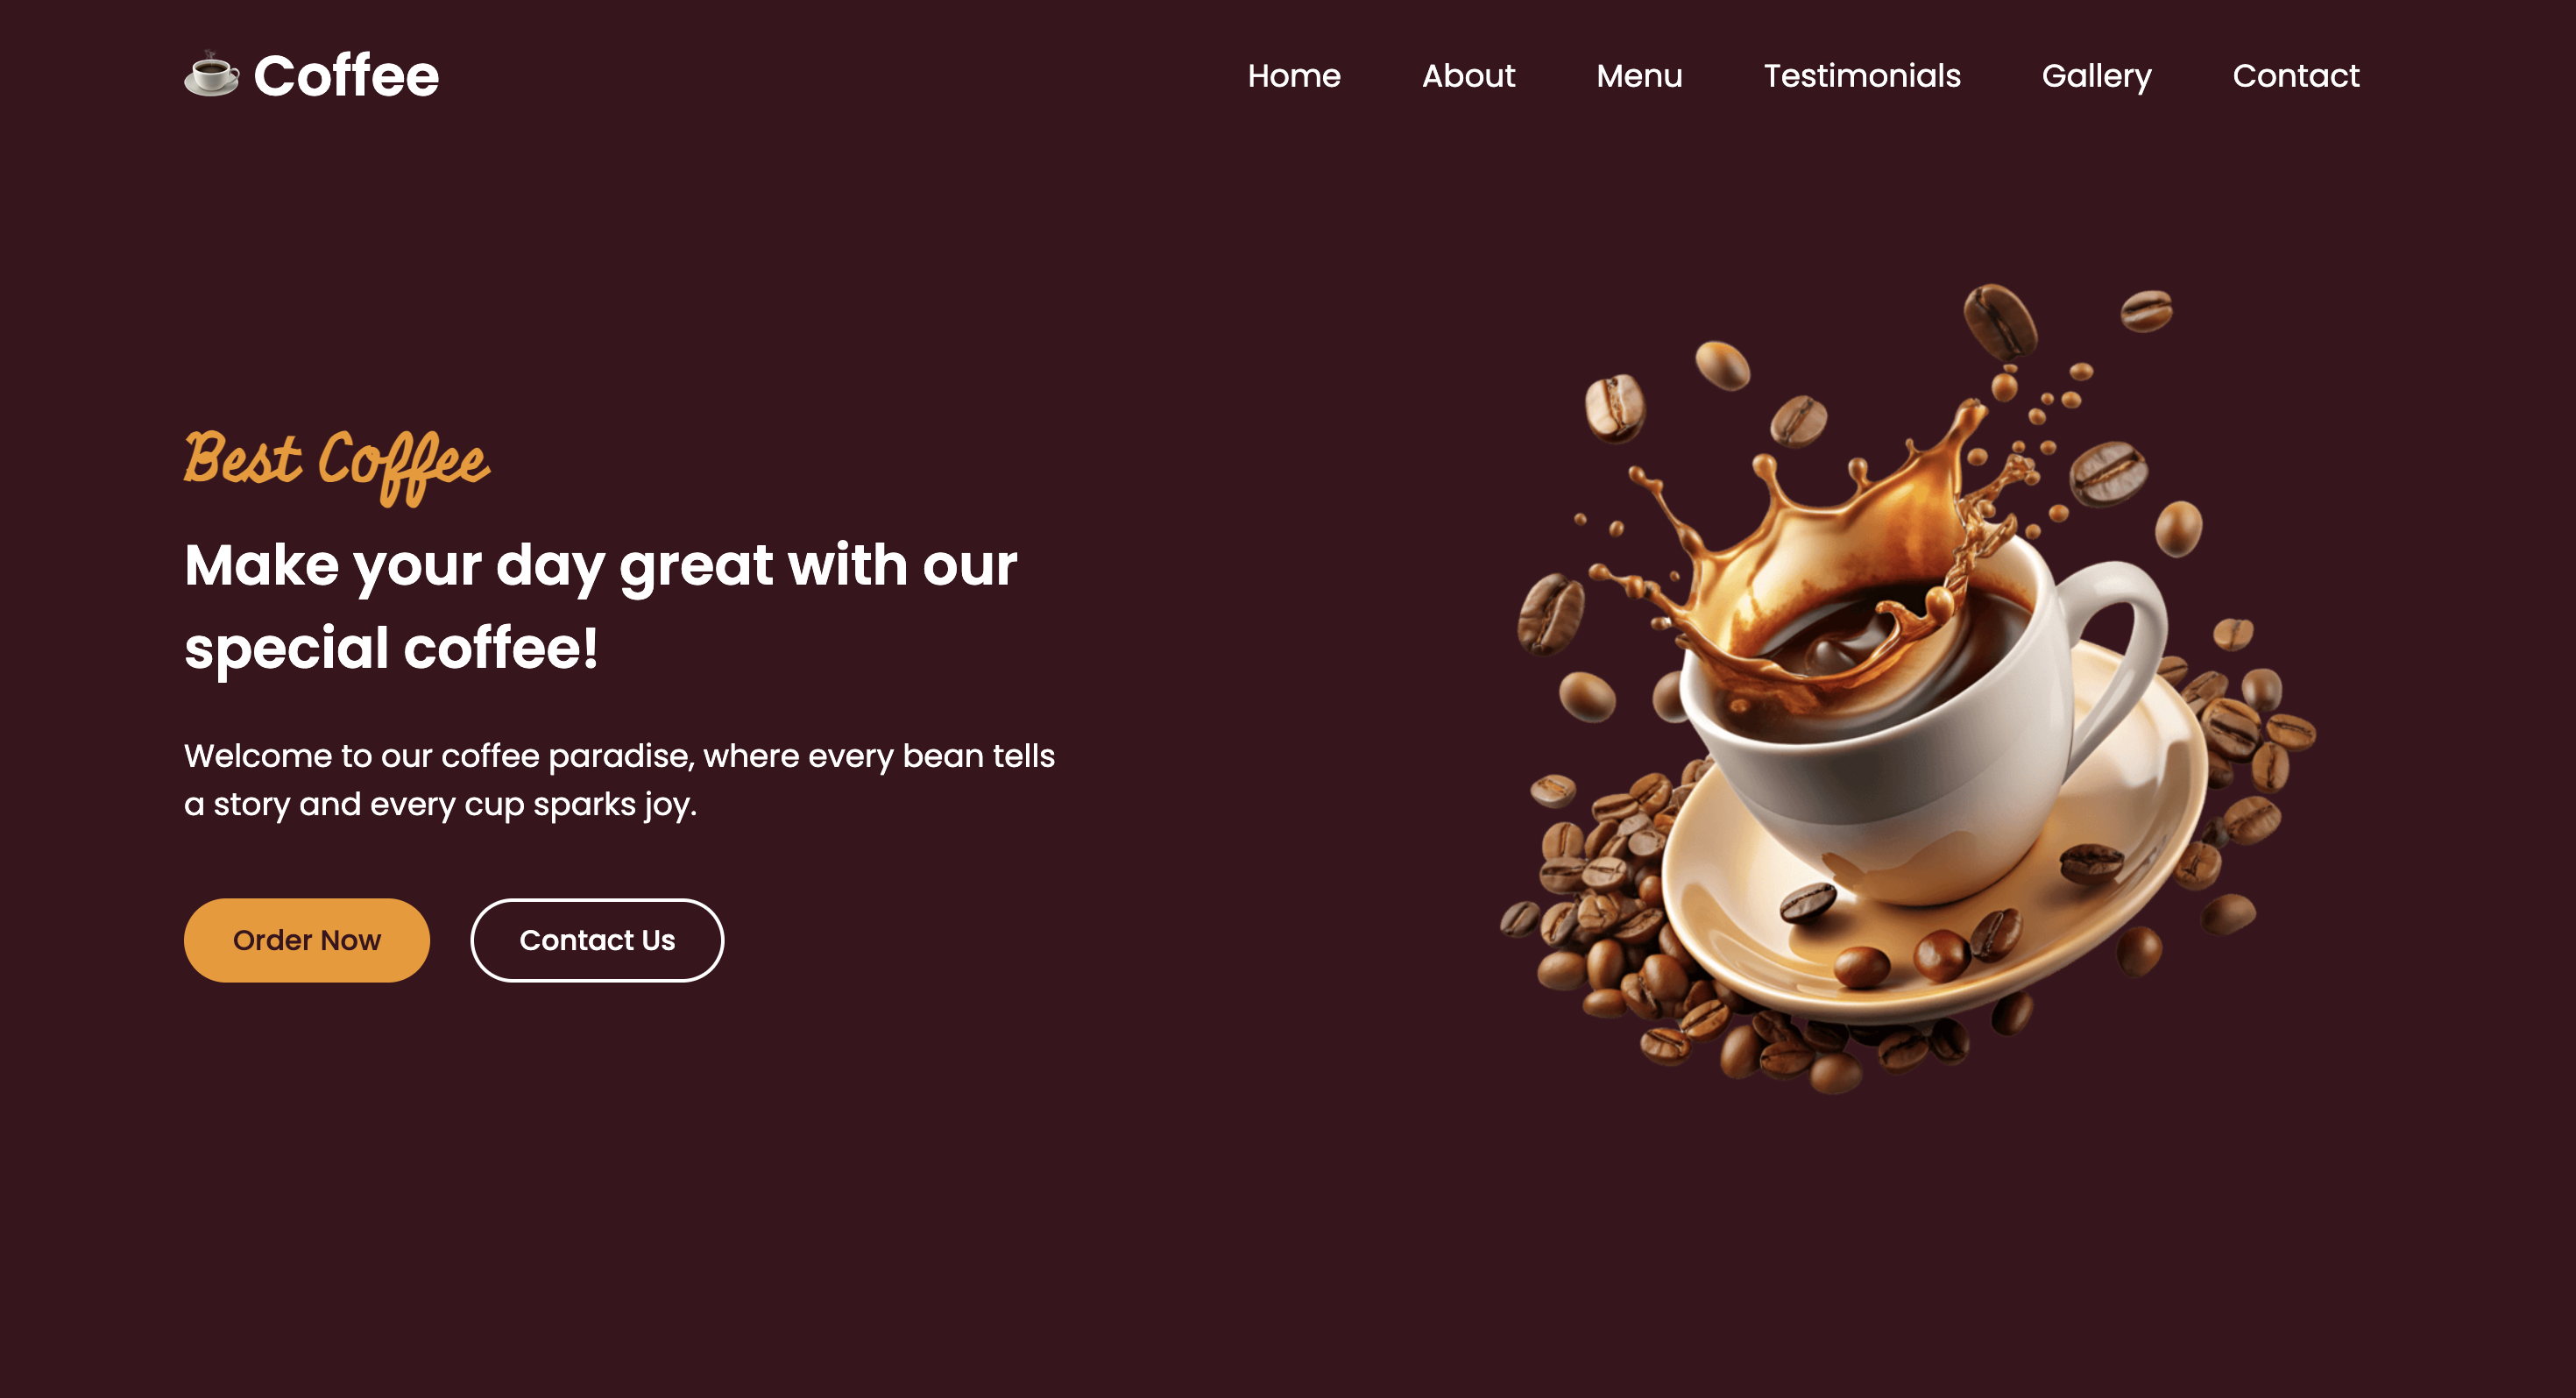 Coffee
Home About Menu Testimonials Gallery Contact
Best Coffee
Make your day great with our
special coffee!
Welcome to our coffee paradise, where every bean tells
a story and every cup sparks joy.
Order Now
Contact Us